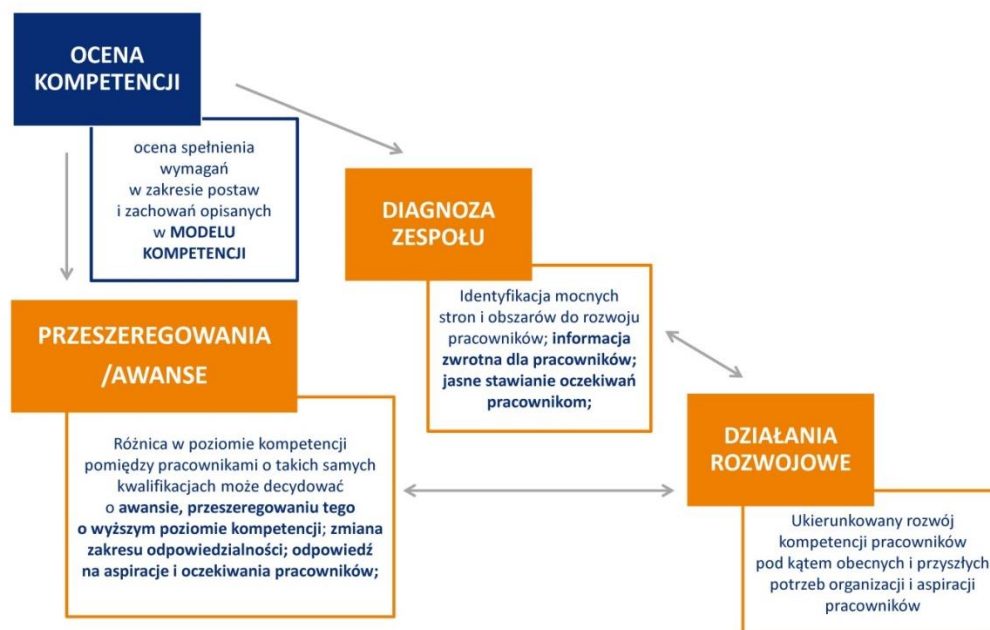 OCENA
KOMPETENCJI
ocena spełnienia
wymagań
w zakresie postaw
i zachowań opisanych
w MODELU
KOMPETENCJI
DIAGNOZA
ZESPOŁU
Identyfikacja mocnych
stron i obszarów do rozwoju
pracowników; informacja
zwrotna dla pracowników;
jasne stawianie oczekiwań
pracownikom;
PRZESZEREGOWANIA
/AWANSE
Różnica w poziomie kompetencji
pomiędzy pracownikami o takich samych
kwalifikacjach może decydować
o awansie, przeszeregowaniu tego
o wyższym poziomie kompetencji; zmiana
zakresu odpowiedzialności; odpowiedź
na aspiracje i oczekiwania pracowników;
DZIAŁANIA
ROZWOJOWE
Ukierunkowany rozwój
kompetencji pracowników
pod kątem obecnych i przyszłych
potrzeb organizacji i aspiracji
pracowników